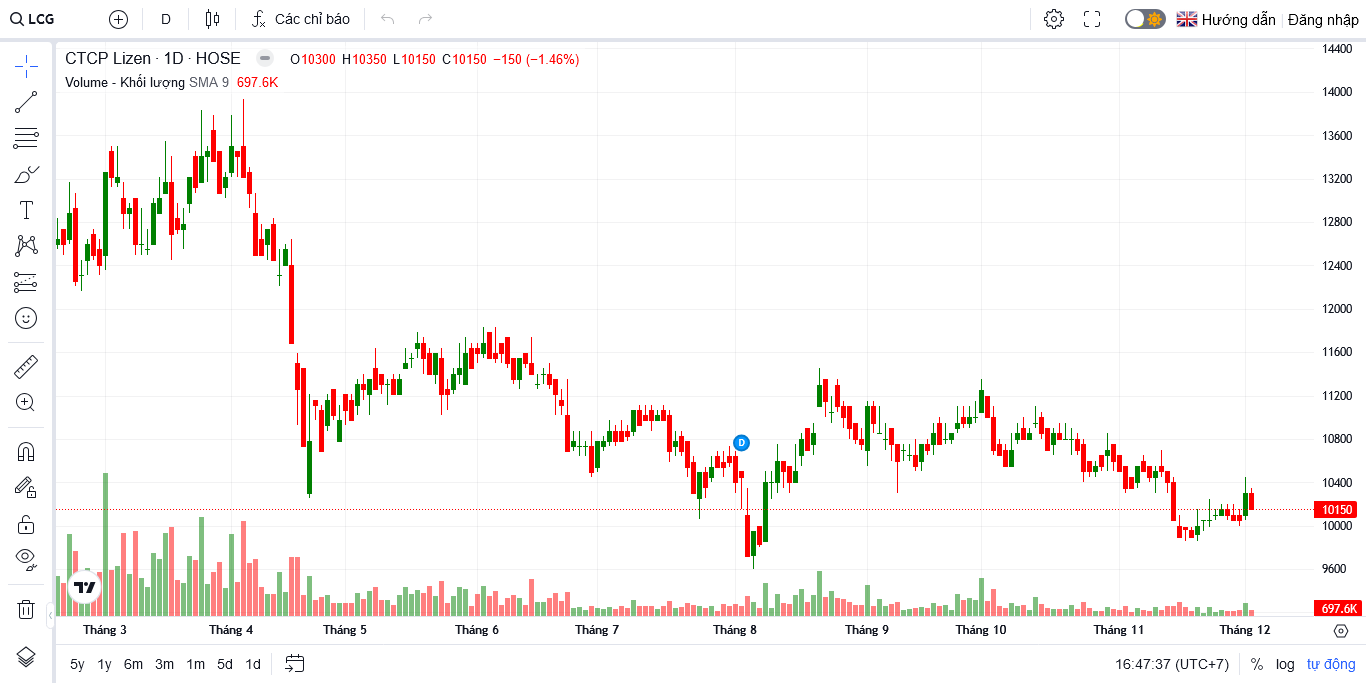 LCG D Các chỉ báo Hướng dẫn Đăng nhập
CTCP Lizen · 1D · HOSE O10300 H10350 L10150 C10150 −150 (−1.46%)
Volume - Khối lượng SMA 9 697.6K
14400
14000
13600
13200
12800
12400
12000
11600
11200
10800
10400
10150
10000
9600
697.6K
D
Tháng 3 Tháng 4 Tháng 5 Tháng 6 Tháng 7 Tháng 8 Tháng 9 Tháng 10 Tháng 11 Tháng 12
5y 1y 6m 3m 1m 5d 1d 16:47:37 (UTC+7) % log tự động